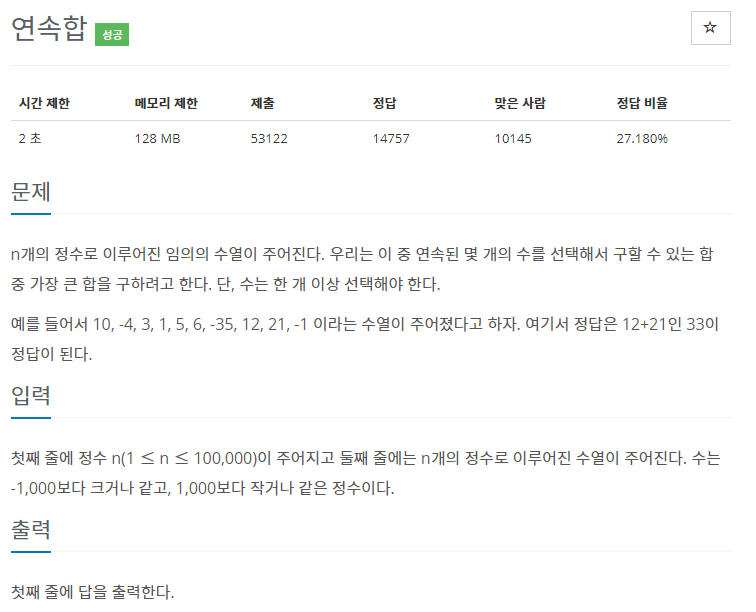 연속합 성공
☆
시간 제한 메모리 제한 제출 정답 맞은 사람 정답 비율
2 초 128 MB 53122 14757 10145 27.180%
문제
n개의 정수로 이루어진 임의의 수열이 주어진다. 우리는 이 중 연속된 몇 개의 수를 선택해서 구할 수 있는 합
중 가장 큰 합을 구하려고 한다. 단, 수는 한 개 이상 선택해야 한다.
예를 들어서 10, -4, 3, 1, 5, 6, -35, 12, 21, -1 이라는 수열이 주어졌다고 하자. 여기서 정답은 12+21인 33이
정답이 된다.
입력
첫째 줄에 정수 n(1 ≤ n ≤ 100,000)이 주어지고 둘째 줄에는 n개의 정수로 이루어진 수열이 주어진다. 수는
-1,000보다 크거나 같고, 1,000보다 작거나 같은 정수이다.
출력
첫째 줄에 답을 출력한다.